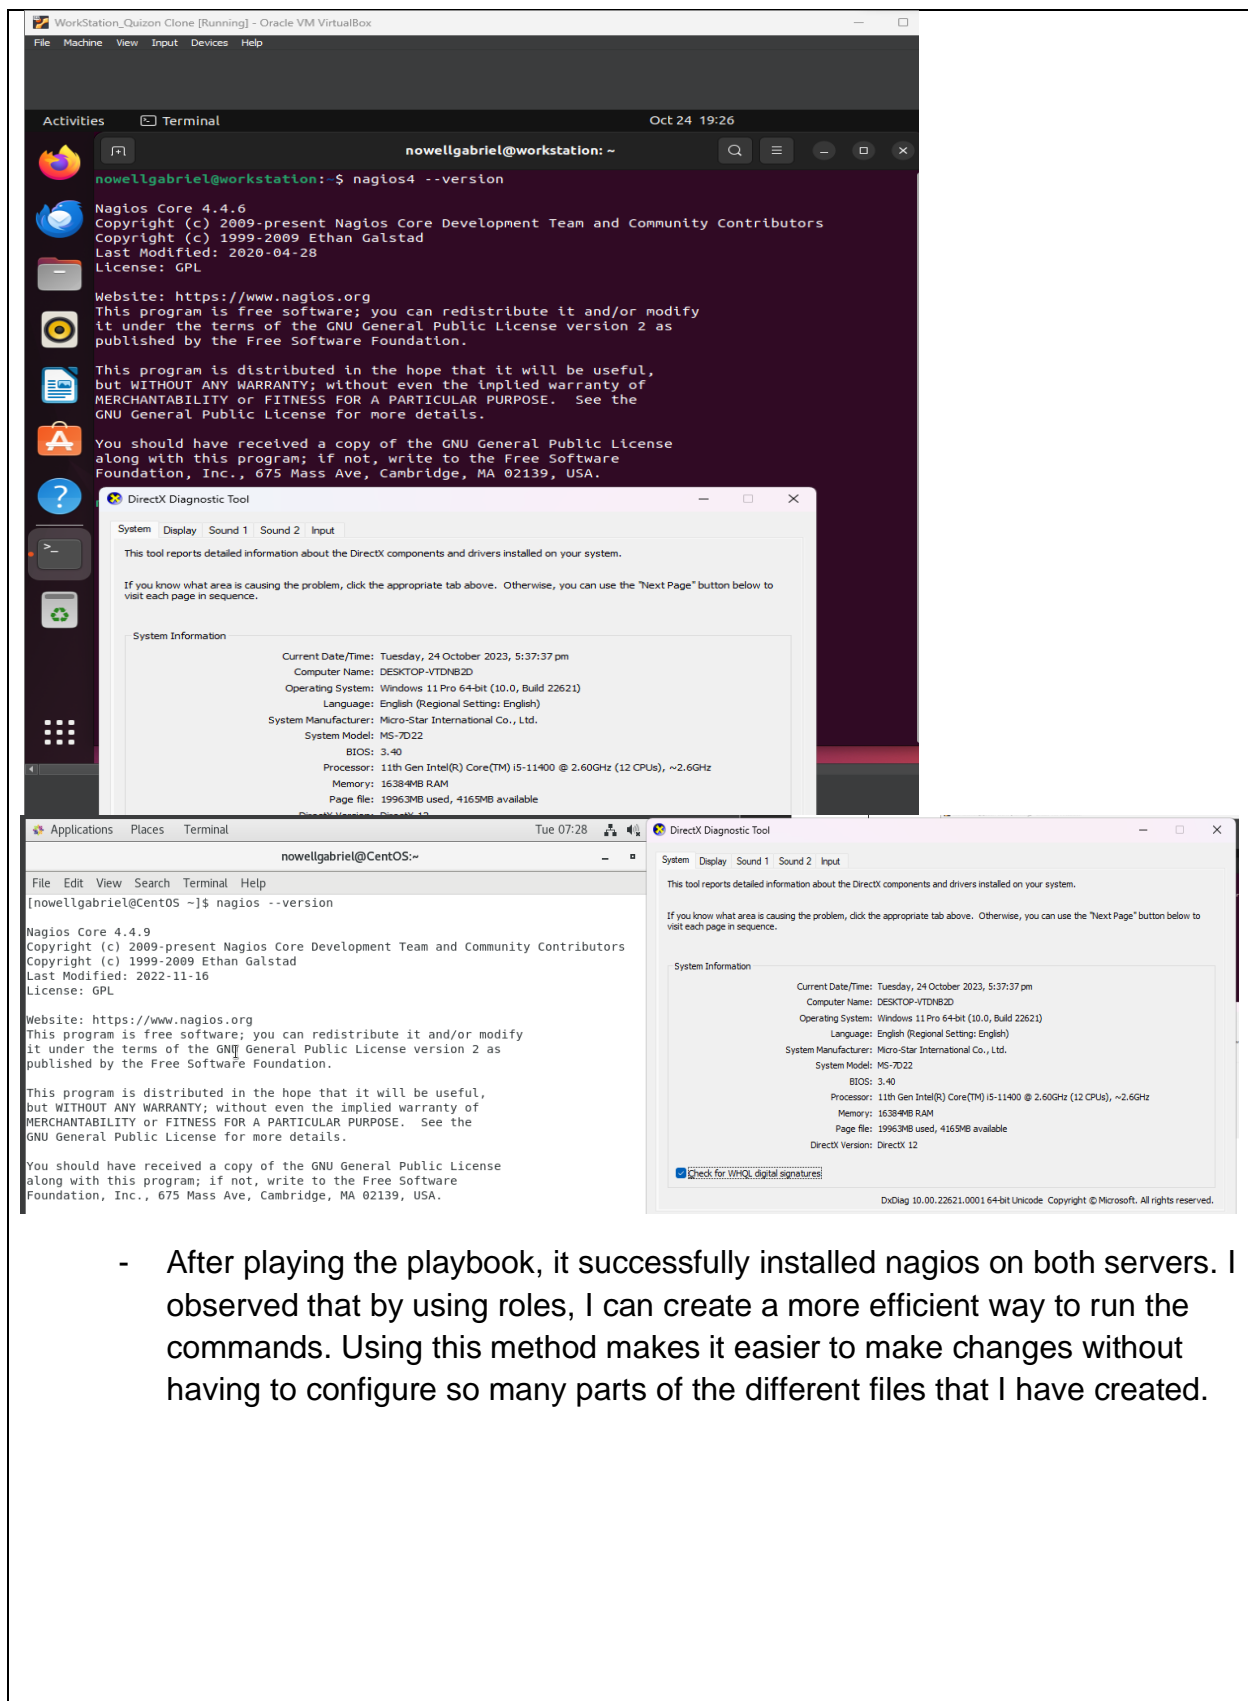 WorkStation_Quizon Clone [Running] - Oracle VM VirtualBox
File Machine View Input Devices Help
Activities Terminal Oct 24 19:26
nowellgabriel@workstation: ~
nowellgabriel@workstation:~$ nagios4 --version
Nagios Core 4.4.6
Copyright (c) 2009-present Nagios Core Development Team and Community Contributors
Copyright (c) 1999-2009 Ethan Galstad
Last Modified: 2020-04-28
License: GPL
Website: https://www.nagios.org
This program is free software; you can redistribute it and/or modify
it under the terms of the GNU General Public License version 2 as
published by the Free Software Foundation.
This program is distributed in the hope that it will be useful,
but WITHOUT ANY WARRANTY; without even the implied warranty of
MERCHANTABILITY or FITNESS FOR A PARTICULAR PURPOSE.  See the
GNU General Public License for more details.
You should have received a copy of the GNU General Public License
along with this program; if not, write to the Free Software
Foundation, Inc., 675 Mass Ave, Cambridge, MA 02139, USA.
DirectX Diagnostic Tool
System Display Sound 1 Sound 2 Input
This tool reports detailed information about the DirectX components and drivers installed on your system.
If you know what area is causing the problem, click the appropriate tab above. Otherwise, you can use the "Next Page" button below to
visit each page in sequence.
System Information
Current Date/Time: Tuesday, 24 October 2023, 5:37:37 pm
Computer Name: DESKTOP-VTDNB2D
Operating System: Windows 11 Pro 64-bit (10.0, Build 22621)
Language: English (Regional Setting: English)
System Manufacturer: Micro-Star International Co., Ltd.
System Model: MS-7D22
BIOS: 3.40
Processor: 11th Gen Intel(R) Core(TM) i5-11400 @ 2.60GHz (12 CPUs), ~2.6GHz
Memory: 16384MB RAM
Page file: 19963MB used, 4165MB available
DirectX Version: DirectX 12
Applications Places Terminal Tue 07:28
nowellgabriel@CentOS:~
File Edit View Search Terminal Help
[nowellgabriel@CentOS ~]$ nagios --version
Nagios Core 4.4.9
Copyright (c) 2009-present Nagios Core Development Team and Community Contributors
Copyright (c) 1999-2009 Ethan Galstad
Last Modified: 2022-11-16
License: GPL
Website: https://www.nagios.org
This program is free software; you can redistribute it and/or modify
it under the terms of the GNU General Public License version 2 as
published by the Free Software Foundation.
This program is distributed in the hope that it will be useful,
but WITHOUT ANY WARRANTY; without even the implied warranty of
MERCHANTABILITY or FITNESS FOR A PARTICULAR PURPOSE.  See the
GNU General Public License for more details.
You should have received a copy of the GNU General Public License
along with this program; if not, write to the Free Software
Foundation, Inc., 675 Mass Ave, Cambridge, MA 02139, USA.
DirectX Diagnostic Tool
System Display Sound 1 Sound 2 Input
This tool reports detailed information about the DirectX components and drivers installed on your system.
If you know what area is causing the problem, click the appropriate tab above. Otherwise, you can use the "Next Page" button below to
visit each page in sequence.
System Information
Current Date/Time: Tuesday, 24 October 2023, 5:37:37 pm
Computer Name: DESKTOP-VTDNB2D
Operating System: Windows 11 Pro 64-bit (10.0, Build 22621)
Language: English (Regional Setting: English)
System Manufacturer: Micro-Star International Co., Ltd.
System Model: MS-7D22
BIOS: 3.40
Processor: 11th Gen Intel(R) Core(TM) i5-11400 @ 2.60GHz (12 CPUs), ~2.6GHz
Memory: 16384MB RAM
Page file: 19963MB used, 4165MB available
DirectX Version: DirectX 12
Check for WHQL digital signatures
DxDiag 10.00.22621.0001 64-bit Unicode Copyright © Microsoft. All rights reserved.
- After playing the playbook, it successfully installed nagios on both servers. I
observed that by using roles, I can create a more efficient way to run the
commands. Using this method makes it easier to make changes without
having to configure so many parts of the different files that I have created.